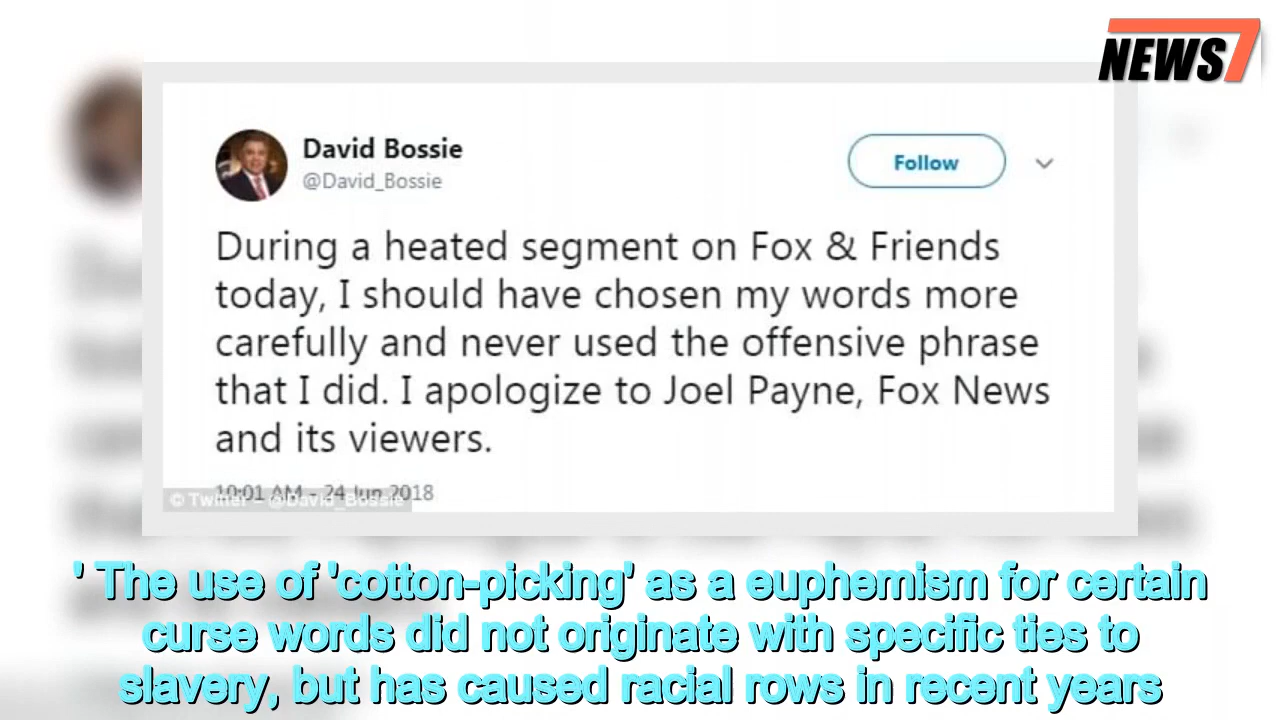 NEWS7
David Bossie
@David_Bossie
Follow
During a heated segment on Fox & Friends
today, I should have chosen my words more
carefully and never used the offensive phrase
that I did. I apologize to Joel Payne, Fox News
and its viewers.
10:01 AM - 24 Jun 2018
© Twitter - @David_Bossie
' The use of 'cotton-picking' as a euphemism for certain
curse words did not originate with specific ties to
slavery, but has caused racial rows in recent years